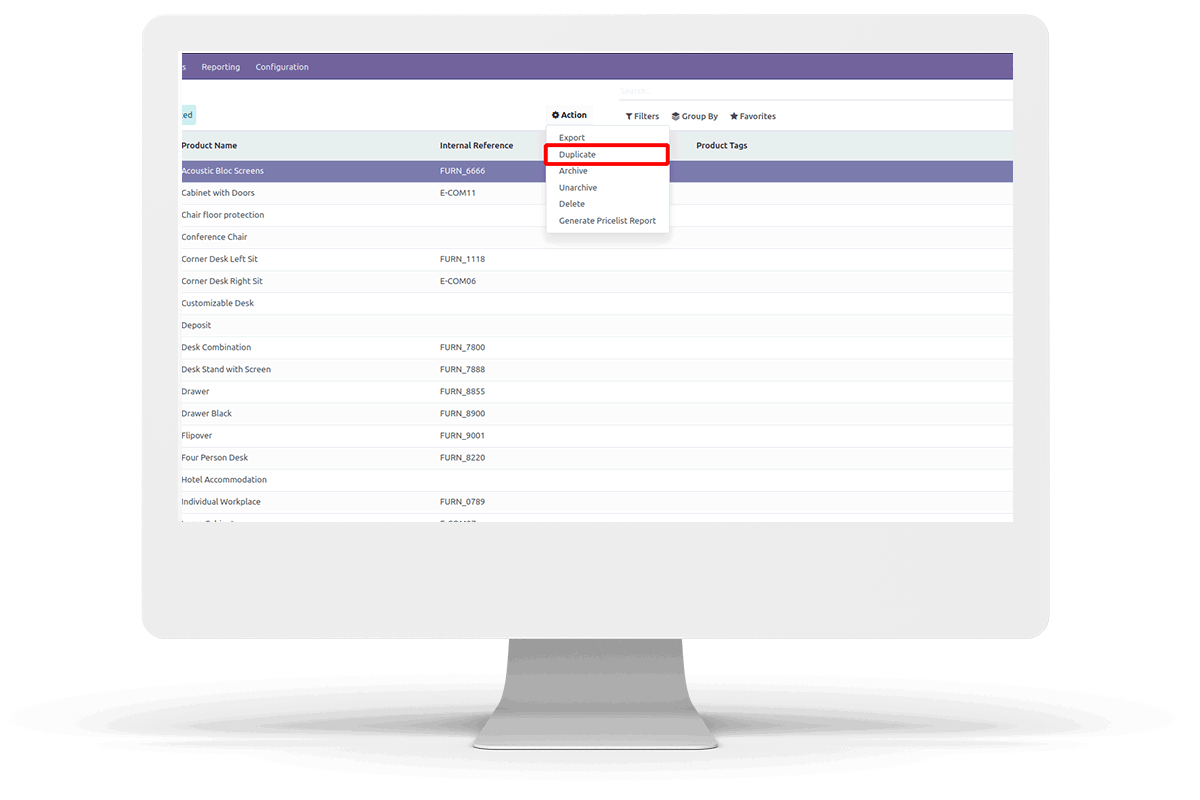 s Reporting Configuration
Search...
ed Action Filters Group By Favorites
Product Name Internal Reference Product Tags
Export
Duplicate
Archive
Unarchive
Delete
Generate Pricelist Report
Acoustic Bloc Screens FURN_6666
Cabinet with Doors E-COM11
Chair floor protection
Conference Chair
Corner Desk Left Sit FURN_1118
Corner Desk Right Sit E-COM06
Customizable Desk
Deposit
Desk Combination FURN_7800
Desk Stand with Screen FURN_7888
Drawer FURN_8855
Drawer Black FURN_8900
Flipover FURN_9001
Four Person Desk FURN_8220
Hotel Accommodation
Individual Workplace FURN_0789